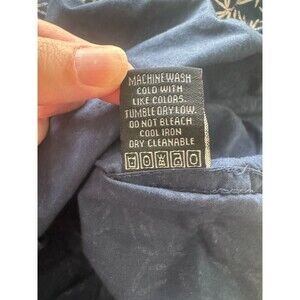 MACHINE WASH
COLD WITH
LIKE COLORS.
TUMBLE DRY LOW.
DO NOT BLEACH
COOL IRON
DRY CLEANABLE